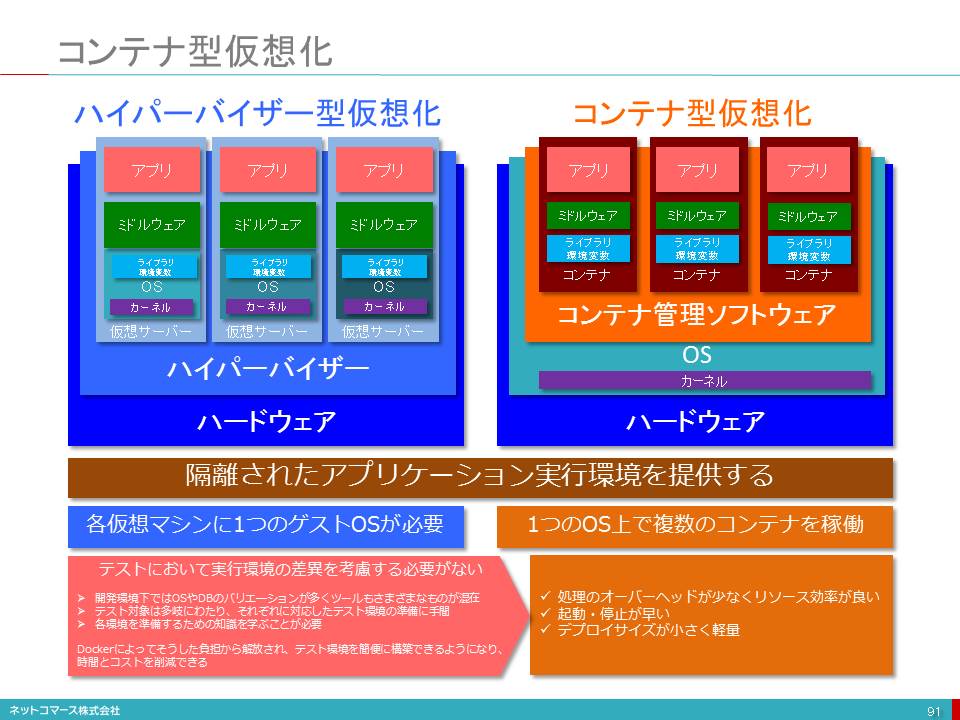 コンテナ型仮想化
ハイパーバイザー型仮想化
アプリ アプリ アプリ
ミドルウェア ミドルウェア ミドルウェア
ライブラリ ライブラリ ライブラリ
環境変数 環境変数 環境変数
OS OS OS
カーネル カーネル カーネル
仮想サーバー 仮想サーバー 仮想サーバー
ハイパーバイザー
ハードウェア
コンテナ型仮想化
アプリ アプリ アプリ
ミドルウェア ミドルウェア ミドルウェア
ライブラリ ライブラリ ライブラリ
環境変数 環境変数 環境変数
コンテナ コンテナ コンテナ
コンテナ管理ソフトウェア
OS
カーネル
ハードウェア
隔離されたアプリケーション実行環境を提供する
各仮想マシンに1つのゲストOSが必要
1つのOS上で複数のコンテナを稼働
テストにおいて実行環境の差異を考慮する必要がない
➢ 開発環境下ではOSやDBのバリエーションが多くツールもさまざまなものが混在
➢ テスト対象は多岐にわたり、それぞれに対応したテスト環境の準備に手間
➢ 各環境を準備するための知識を学ぶことが必要
Dockerによってそうした負担から解放され、テスト環境を簡便に構築できるようになり、
時間とコストを削減できる
✓ 処理のオーバーヘッドが少なくリソース効率が良い
✓ 起動・停止が早い
✓ デプロイサイズが小さく軽量
ネットコマース株式会社
91